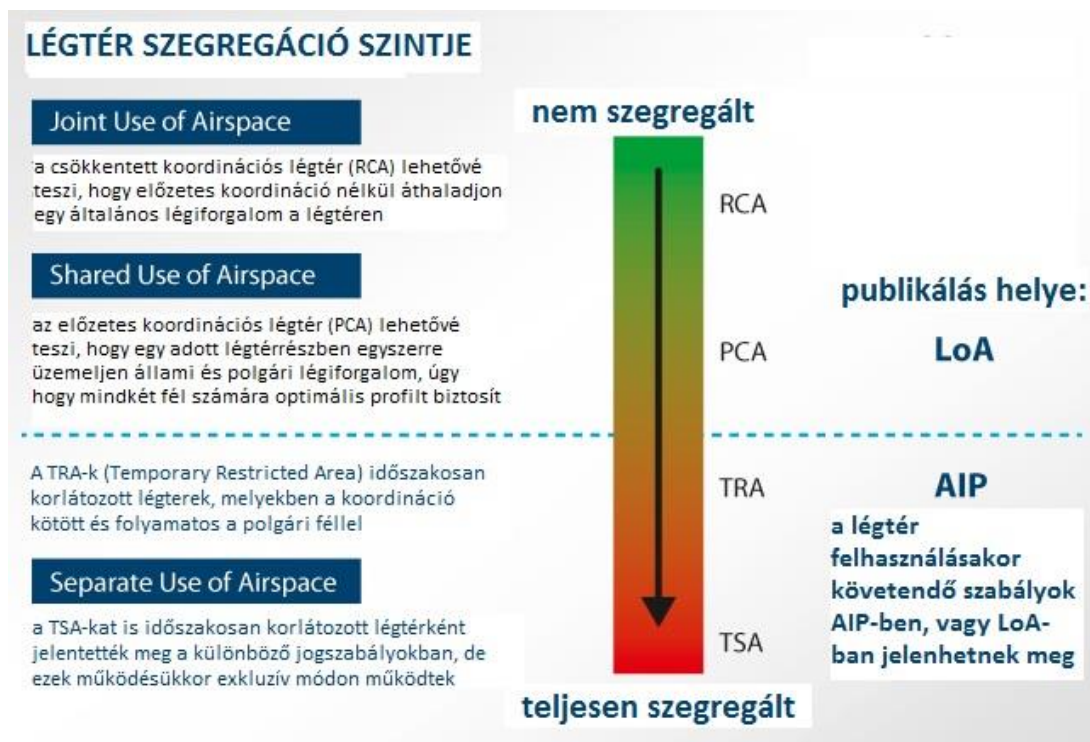 LÉGTÉR SZEGREGÁCIÓ SZINTJE
Joint Use of Airspace
a csökkentett koordinációs légtér (RCA) lehetővé
teszi, hogy előzetes koordináció nélkül áthaladjon
egy általános légiforgalom a légtéren
Shared Use of Airspace
az előzetes koordinációs légtér (PCA) lehetővé
teszi, hogy egy adott légtérrészben egyszerre
üzemeljen állami és polgári légiforgalom, úgy
hogy mindkét fél számára optimális profilt biztosít
A TRA-k (Temporary Restricted Area) időszakosan
korlátozott légterek, melyekben a koordináció
kötött és folyamatos a polgári féllel
Separate Use of Airspace
a TSA-kat is időszakosan korlátozott légtérként
jelentették meg a különböző jogszabályokban, de
ezek működésükkor exkluzív módon működtek
nem szegregált
RCA
PCA
TRA
TSA
teljesen szegregált
publikálás helye:
LoA
AIP
a légtér
felhasználásakor
követendő szabályok
AIP-ben, vagy LoA-
ban jelenhetnek meg